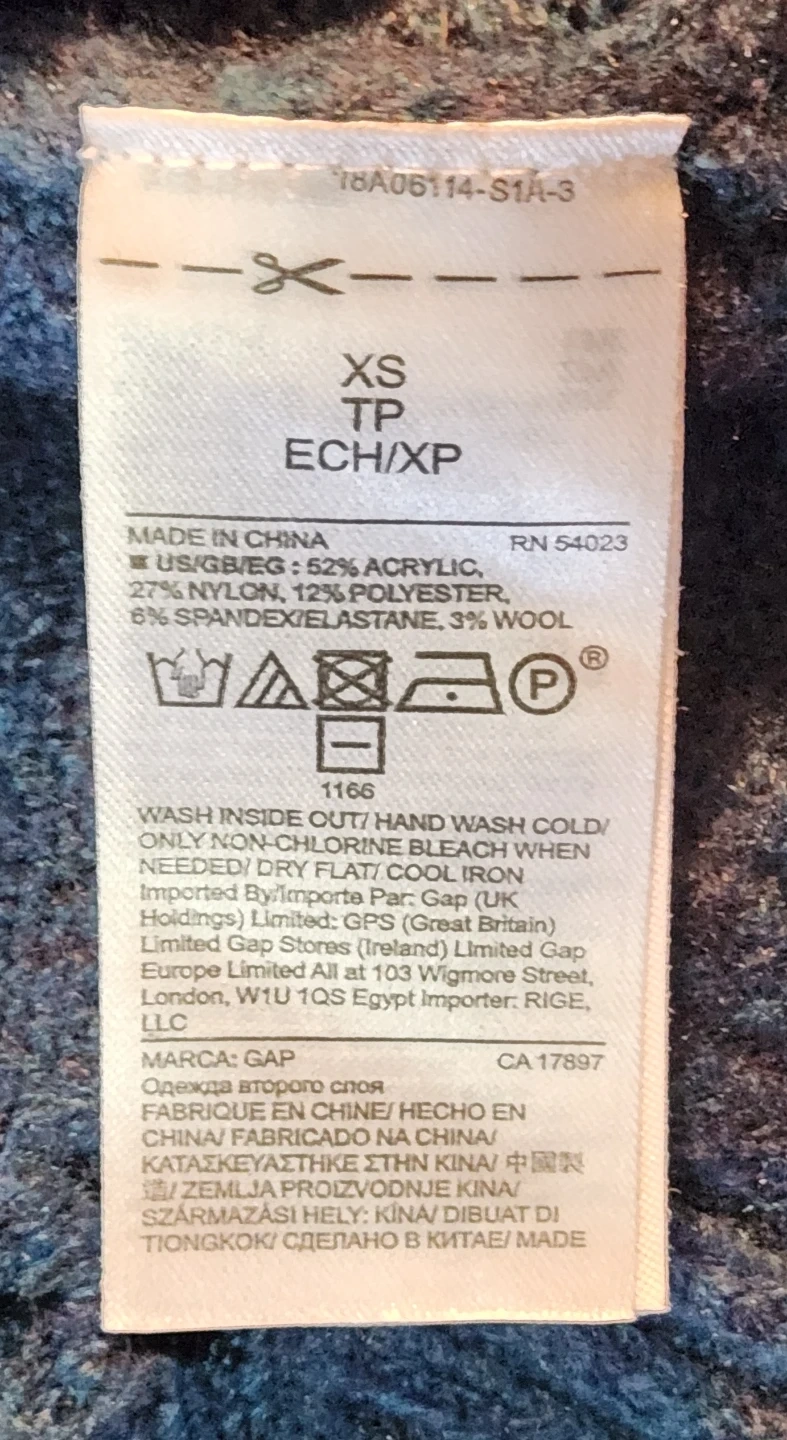 18A06114-S1A-3
XS
TP
ECH/XP
MADE IN CHINA RN 54023
US/GB/EG : 52% ACRYLIC,
27% NYLON, 12% POLYESTER,
6% SPANDEX/ELASTANE, 3% WOOL
P ®
1166
WASH INSIDE OUT/ HAND WASH COLD/
ONLY NON-CHLORINE BLEACH WHEN
NEEDED/ DRY FLAT/ COOL IRON
Imported By/Importe Par: Gap (UK
Holdings) Limited: GPS (Great Britain)
Limited Gap Stores (Ireland) Limited Gap
Europe Limited All at 103 Wigmore Street,
London, W1U 1QS Egypt Importer: RIGE,
LLC
MARCA: GAP CA 17897
Одежда второго слоя
FABRIQUE EN CHINE/ HECHO EN
CHINA/ FABRICADO NA CHINA/
ΚΑΤΑΣΚΕΥΑΣΤΗΚΕ ΣΤΗΝ ΚΙΝΑ/ 中國製
造/ ZEMLJA PROIZVODNJE KINA/
SZÁRMAZÁSI HELY: KÍNA/ DIBUAT DI
TIONGKOK/ СДЕЛАНО В КИТАЕ/ MADE